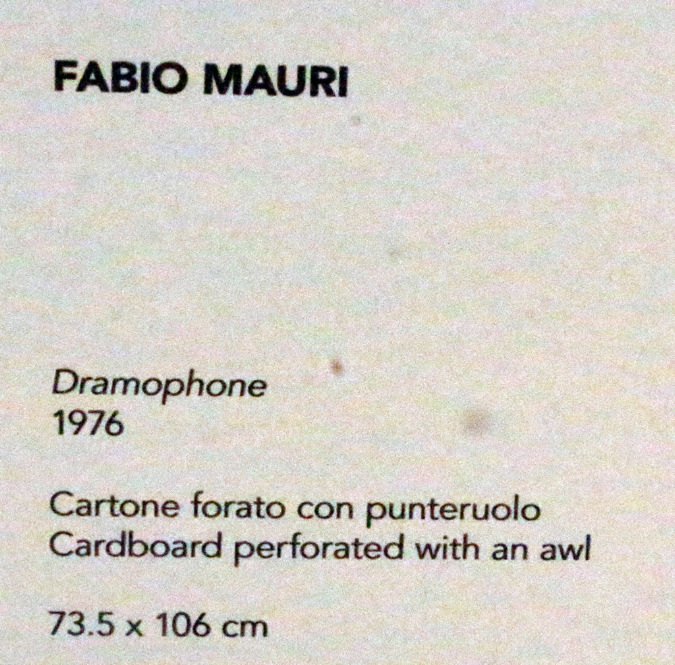 FABIO MAURI
Dramophone
1976
Cartone forato con punteruolo
Cardboard perforated with an awl
73.5 x 106 cm